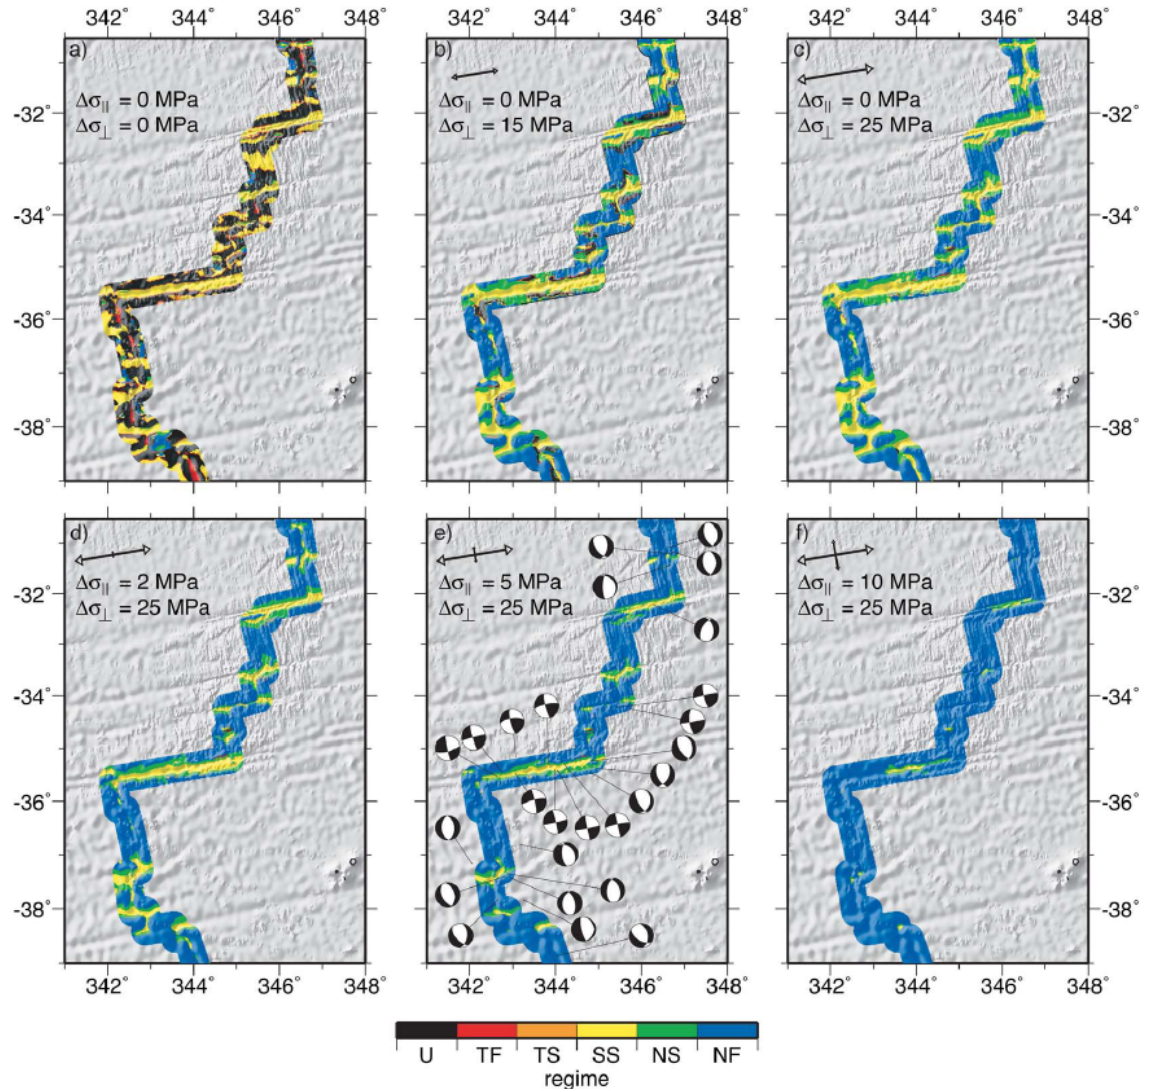 342˚ 344˚ 346˚ 348˚ 342˚ 344˚ 346˚ 348˚ 342˚ 344˚ 346˚ 348˚
a) b) c)
Δσ|| = 0 MPa Δσ|| = 0 MPa Δσ|| = 0 MPa
Δσ⊥ = 0 MPa Δσ⊥ = 15 MPa Δσ⊥ = 25 MPa
-32˚ -32˚
-34˚ -34˚
-36˚ -36˚
-38˚ -38˚
d) e) f)
Δσ|| = 2 MPa Δσ|| = 5 MPa Δσ|| = 10 MPa
Δσ⊥ = 25 MPa Δσ⊥ = 25 MPa Δσ⊥ = 25 MPa
-32˚ -32˚
-34˚ -34˚
-36˚ -36˚
-38˚ -38˚
342˚ 344˚ 346˚ 348˚ 342˚ 344˚ 346˚ 348˚ 342˚ 344˚ 346˚ 348˚
U TF TS SS NS NF
regime